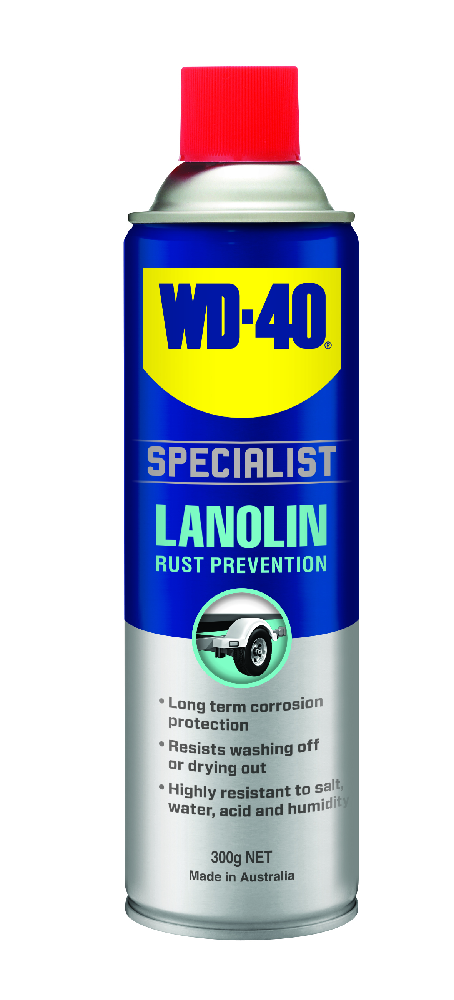 WD-40®
SPECIALIST
LANOLIN
RUST PREVENTION
• Long term corrosion
protection
• Resists washing off
or drying out
• Highly resistant to salt,
water, acid and humidity
300g NET
Made in Australia